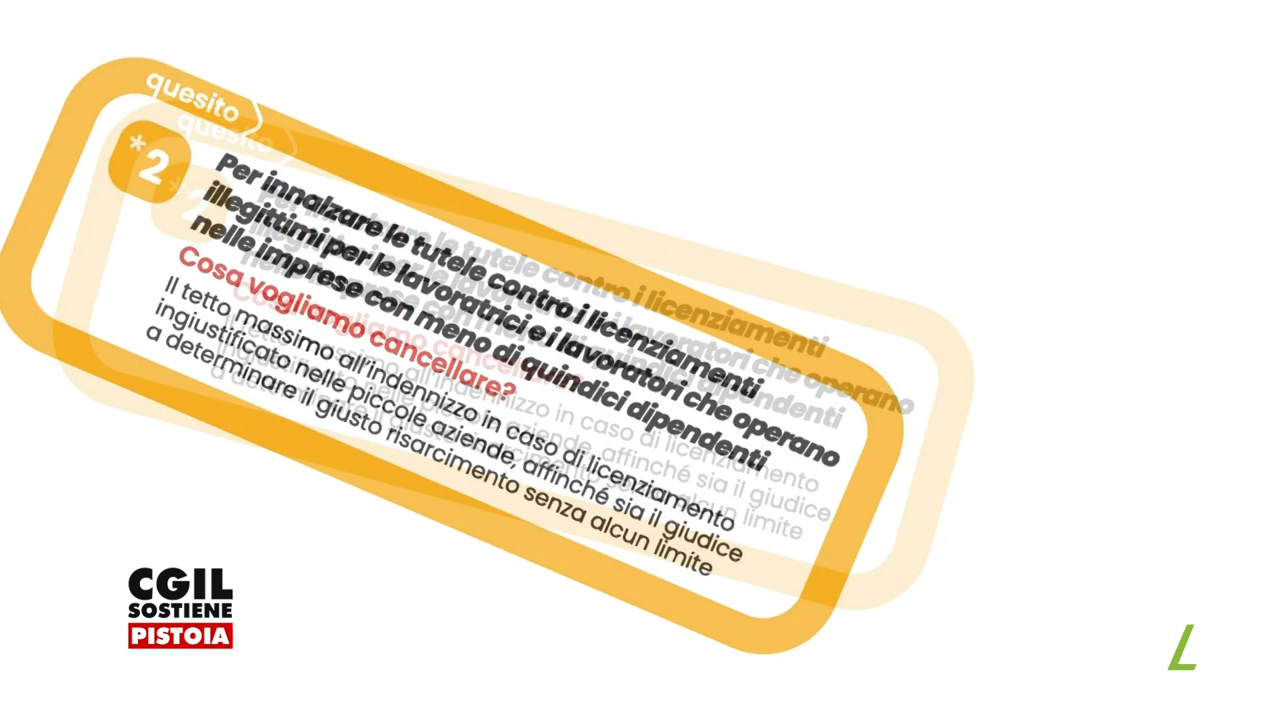 quesito
*2
Per innalzare le tutele contro i licenziamenti
illegittimi per le lavoratrici e i lavoratori che operano
nelle imprese con meno di quindici dipendenti
Cosa vogliamo cancellare?
Il tetto massimo all'indennizzo in caso di licenziamento
ingiustificato nelle piccole aziende, affinché sia il giudice
a determinare il giusto risarcimento senza alcun limite
CGIL
SOSTIENE
PISTOIA
L